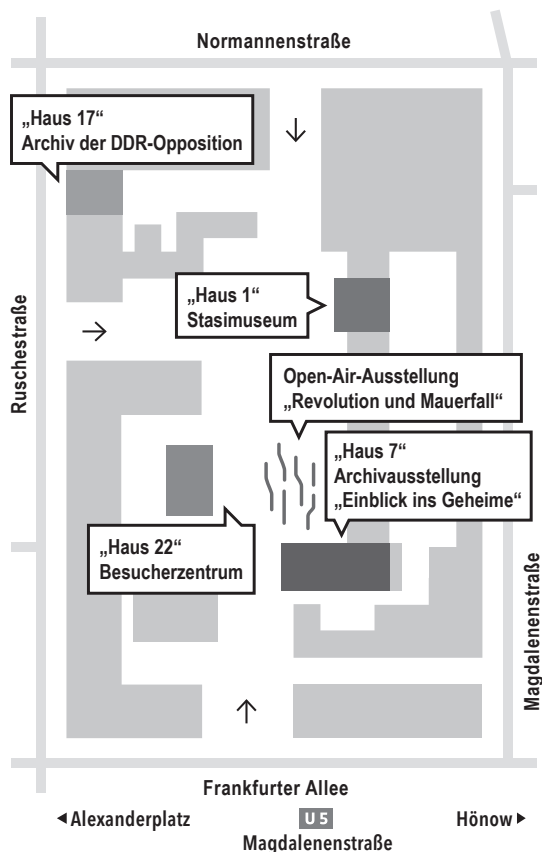 Normannenstraße
„Haus 17“
Archiv der DDR-Opposition
„Haus 1“
Stasimuseum
Ruschestraße
Open-Air-Ausstellung
„Revolution und Mauerfall“
„Haus 7“
Archivausstellung
„Einblick ins Geheime“
„Haus 22“
Besucherzentrum
Magdalenenstraße
Frankfurter Allee
Alexanderplatz
U 5
Hönow
Magdalenenstraße